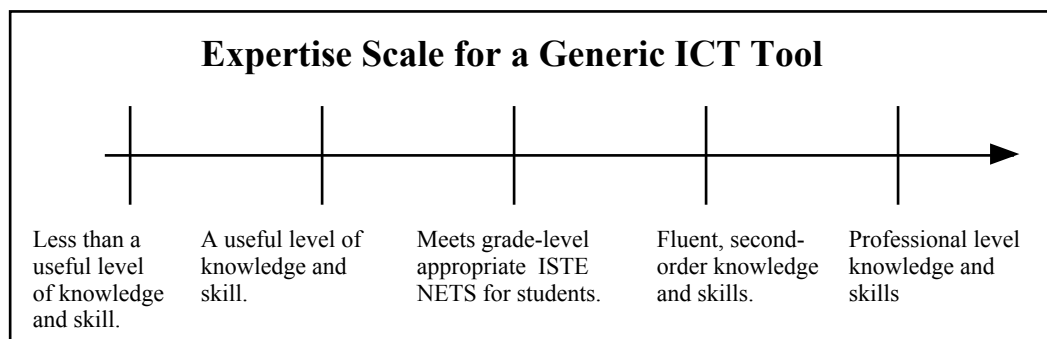 Expertise Scale for a Generic ICT Tool
Less than a
useful level
of knowledge
and skill.
A useful level of
knowledge and
skill.
Meets grade-level
appropriate ISTE
NETS for students.
Fluent, second-
order knowledge
and skills.
Professional level
knowledge and
skills